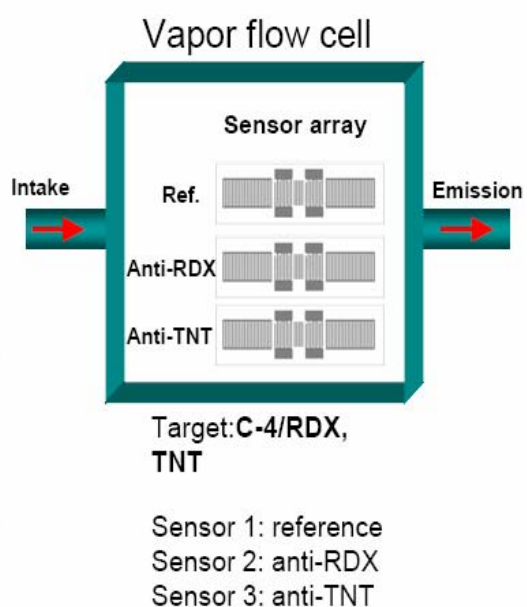 Vapor flow cell
Sensor array
Intake
Ref.
Emission
Anti-RDX
Anti-TNT
Target:C-4/RDX,
TNT
Sensor 1: reference
Sensor 2: anti-RDX
Sensor 3: anti-TNT